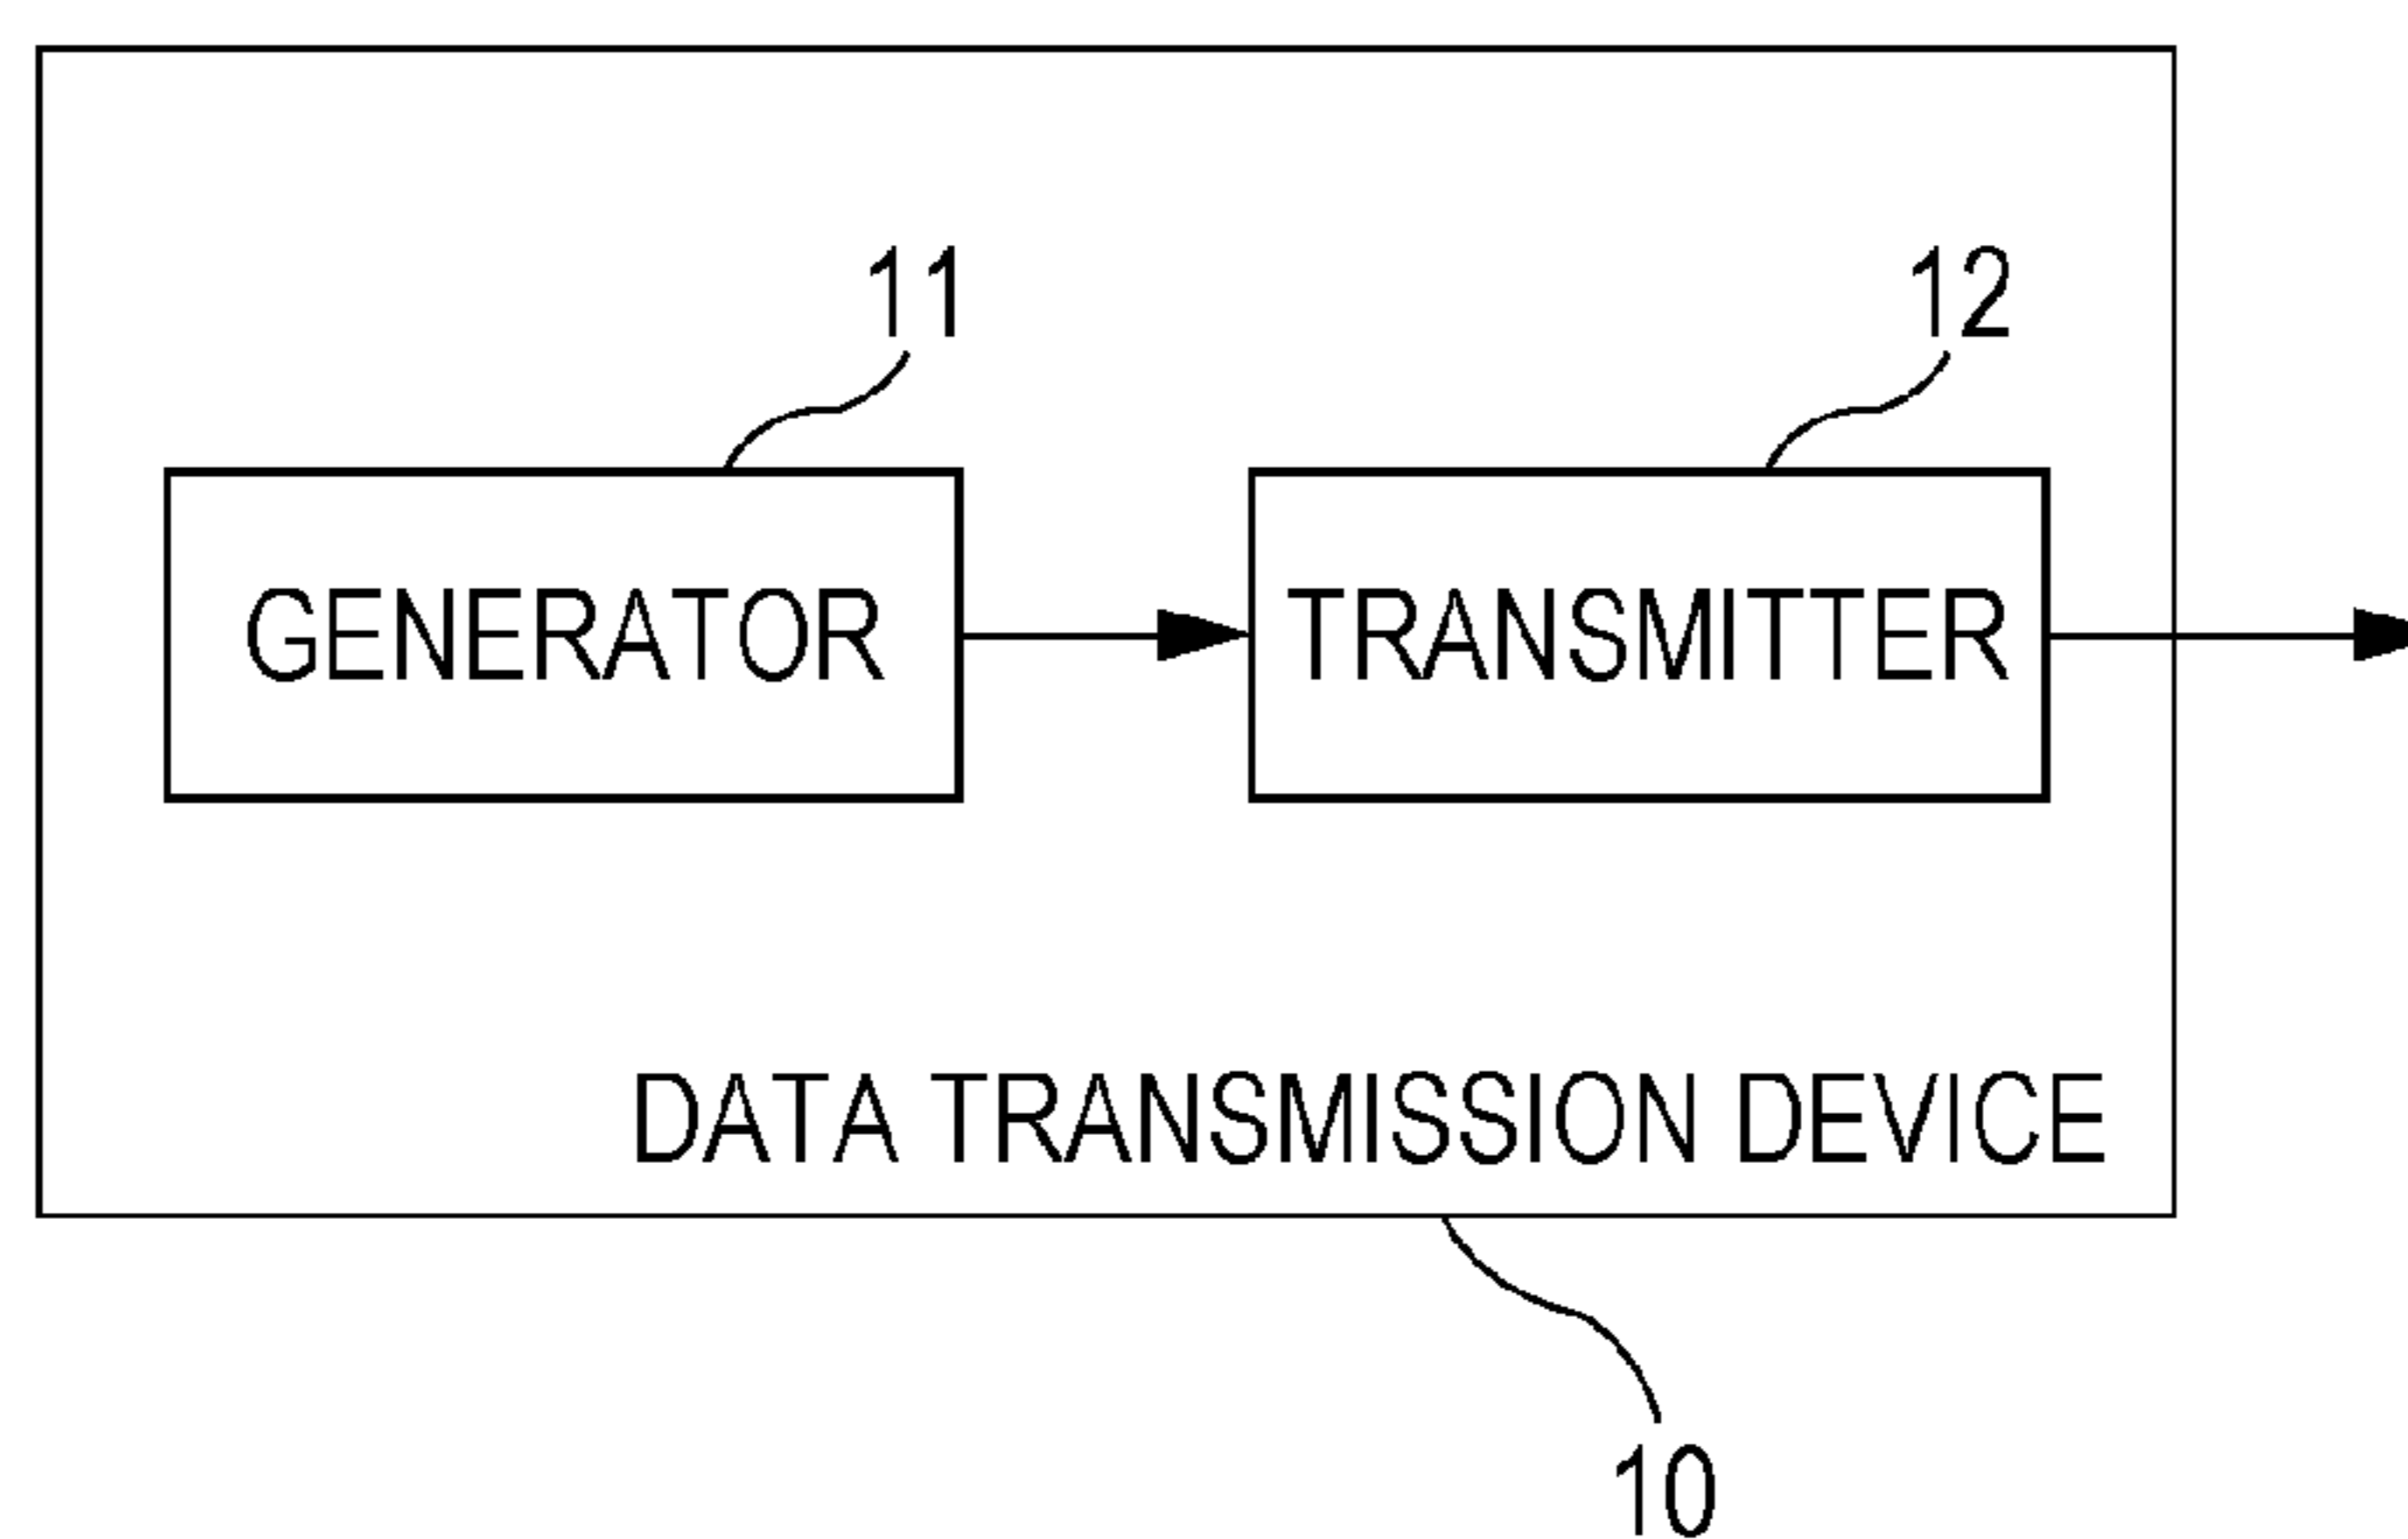 11
12
GENERATOR
TRANSMITTER
DATA TRANSMISSION DEVICE
10